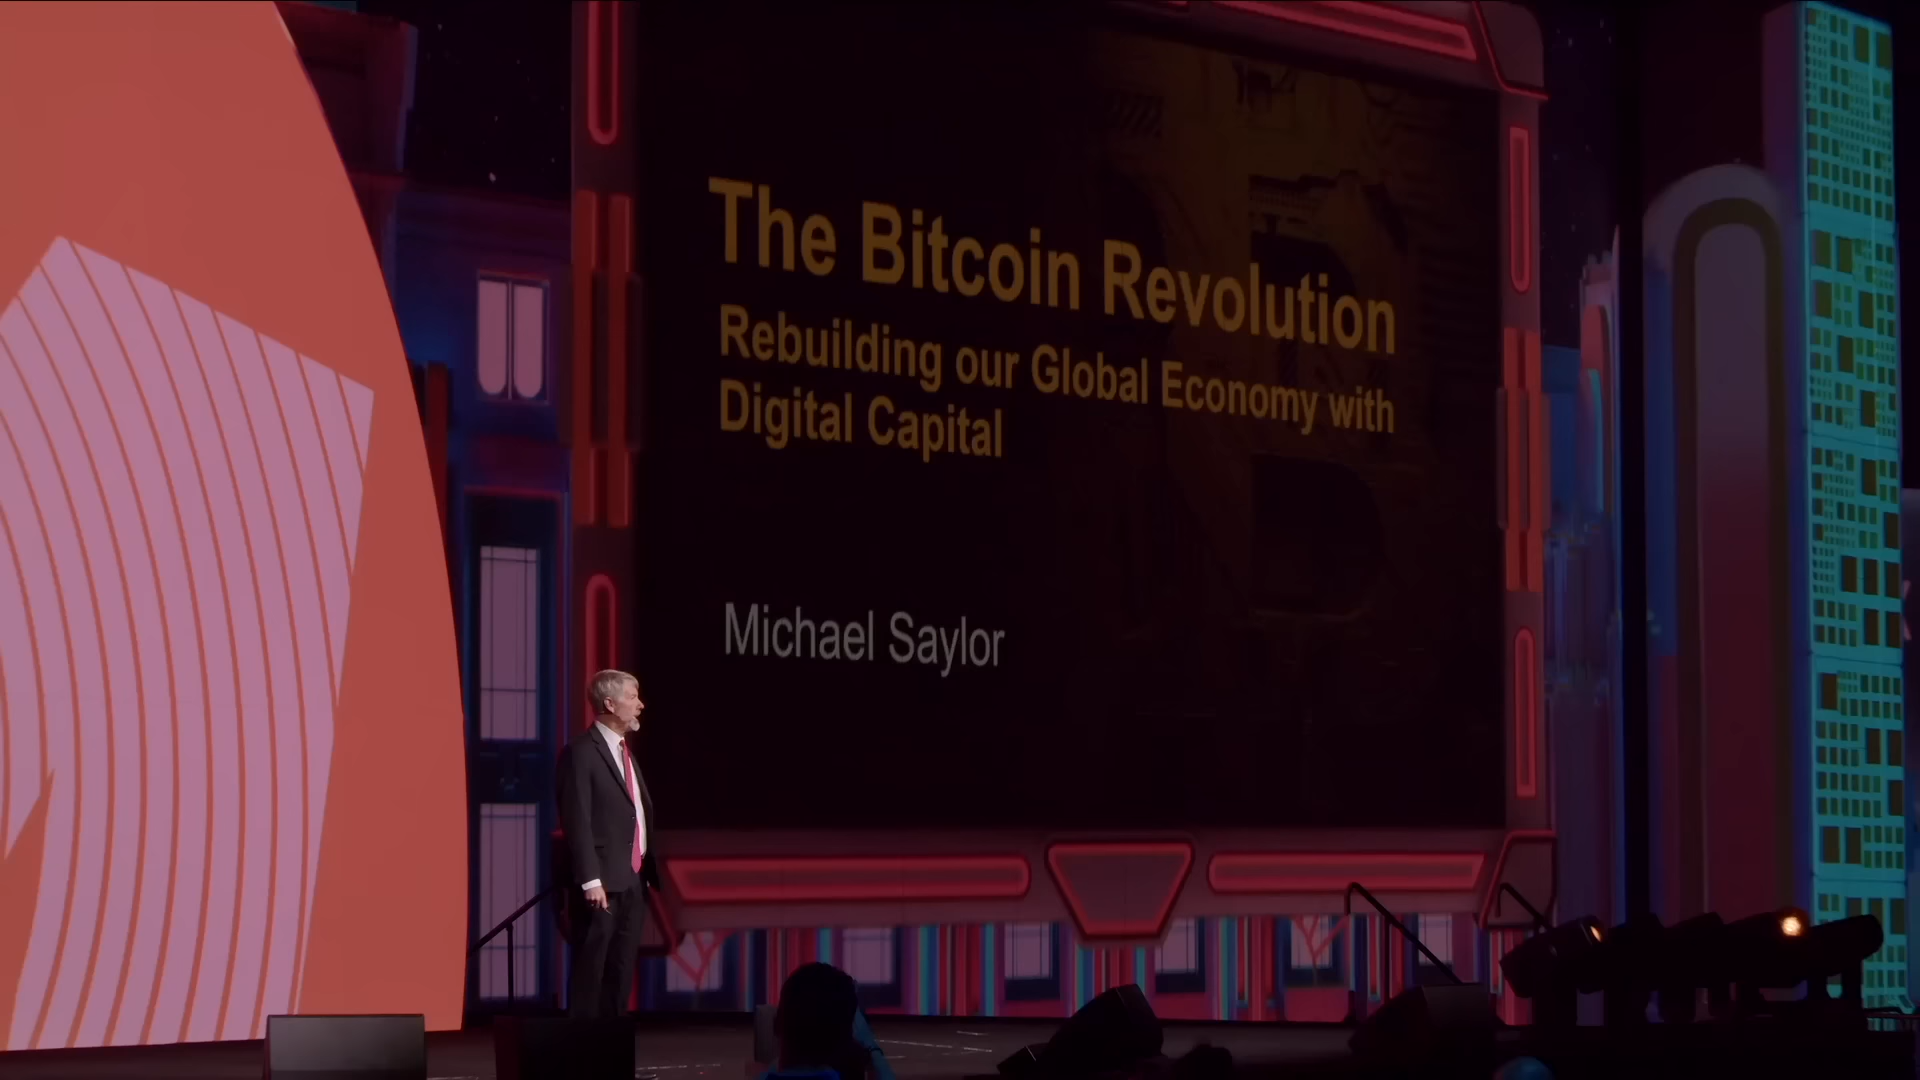 The Bitcoin Revolution
Rebuilding our Global Economy with
Digital Capital
Michael Saylor